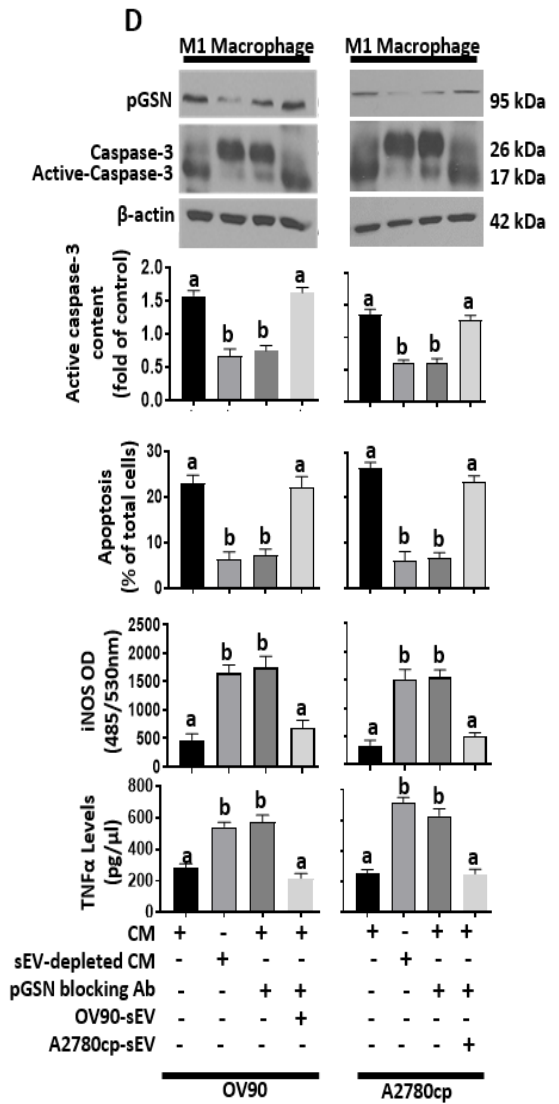 D
M1 Macrophage M1 Macrophage
pGSN 95 kDa
Caspase-3 26 kDa
Active-Caspase-3 17 kDa
β-actin 42 kDa
Active caspase-3
content
(fold of control)
2.0
1.5
1.0
0.5
0.0
a b b a a b b a
Apoptosis
(% of total cells)
30
20
10
0
a b b a a b b a
iNOS OD
(485/530nm)
2500
2000
1500
1000
500
0
a b b a a b b a
TNFα Levels
(pg/µl)
800
600
400
200
0
a b b a a b b a
CM + - + + + - + +
sEV-depleted CM - + - - - + - -
pGSN blocking Ab - - + + - - + +
OV90-sEV - - - + - - - -
A2780cp-sEV - - - - - - - +
OV90 A2780cp